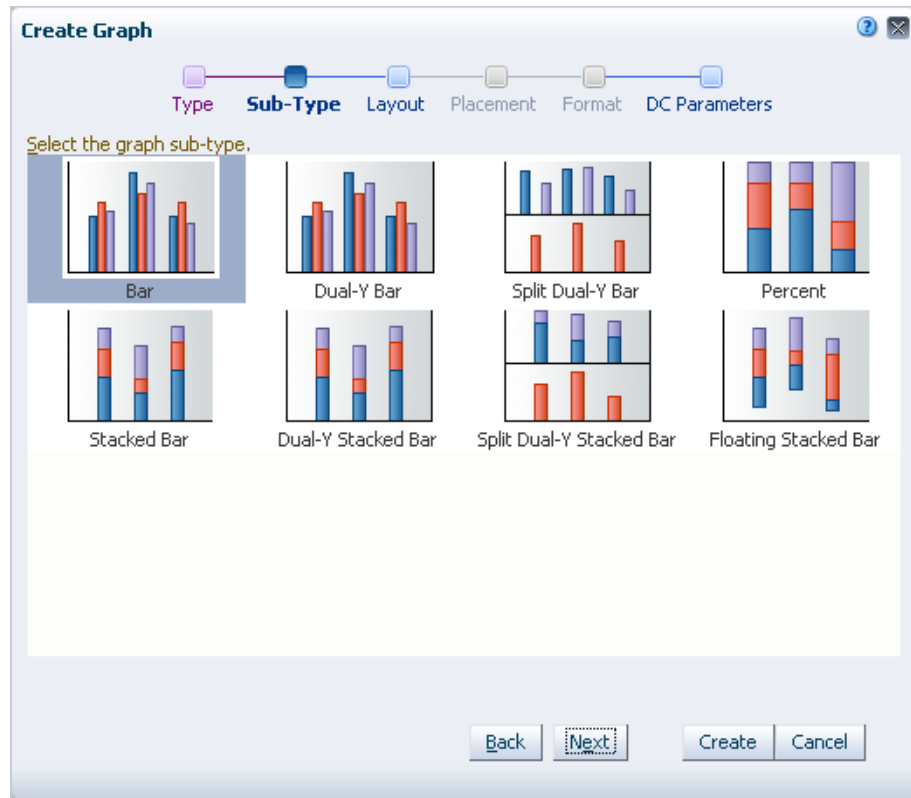 Create Graph
?
Type Sub-Type Layout Placement Format DC Parameters
Select the graph sub-type.
Bar Dual-Y Bar Split Dual-Y Bar Percent
Stacked Bar Dual-Y Stacked Bar Split Dual-Y Stacked Bar Floating Stacked Bar
Back Next Create Cancel